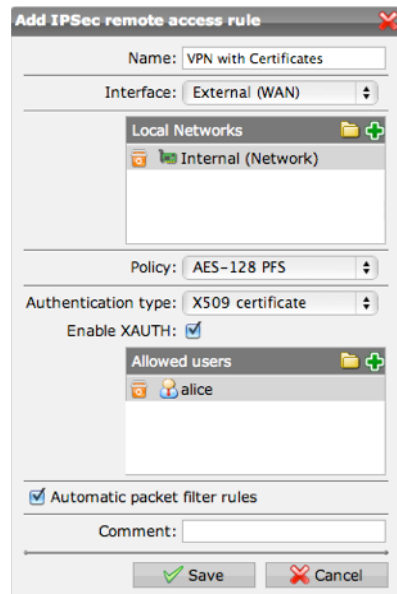 Add IPSec remote access rule
Name: VPN with Certificates
Interface: External (WAN)
Local Networks
Internal (Network)
Policy: AES-128 PFS
Authentication type: X509 certificate
Enable XAUTH:
Allowed users
alice
Automatic packet filter rules
Comment:
Save Cancel